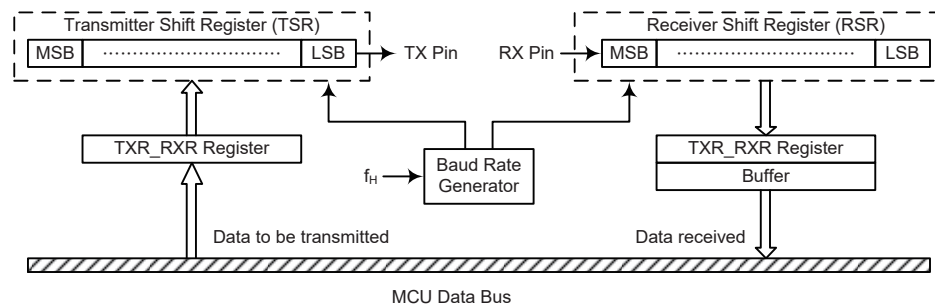 Transmitter Shift Register (TSR)
MSB ........................................ LSB
TX Pin
RX Pin
Receiver Shift Register (RSR)
MSB ........................................ LSB
TXR_RXR Register
fH
Baud Rate
Generator
TXR_RXR Register
Buffer
Data to be transmitted
Data received
MCU Data Bus